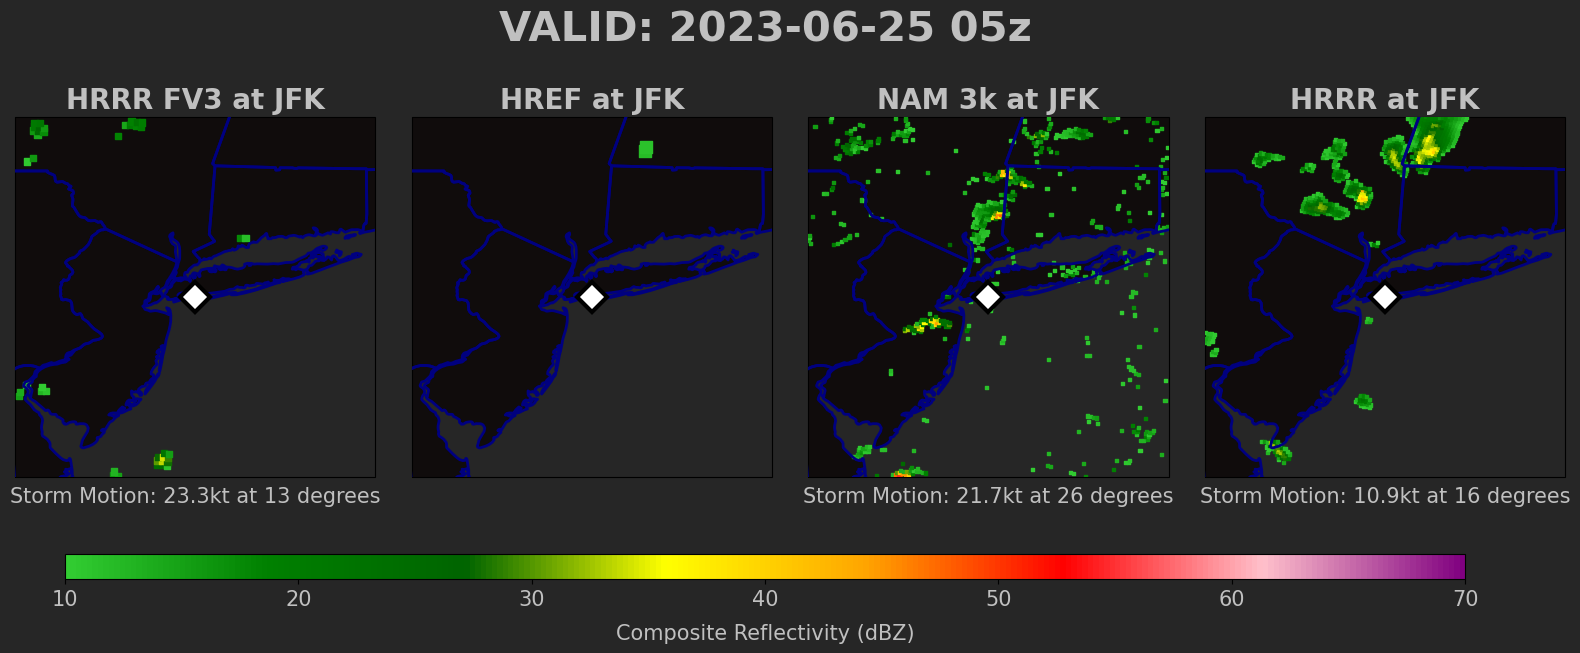 VALID: 2023-06-25 05z
HRRR FV3 at JFK
HREF at JFK
NAM 3k at JFK
HRRR at JFK
Storm Motion: 23.3kt at 13 degrees
Storm Motion: 21.7kt at 26 degrees
Storm Motion: 10.9kt at 16 degrees
10 20 30 40 50 60 70
Composite Reflectivity (dBZ)